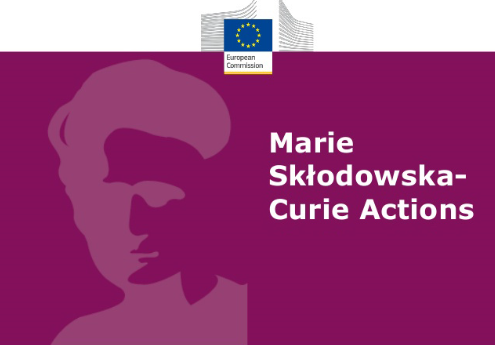 European
Commission
Marie
Skłodowska-
Curie Actions